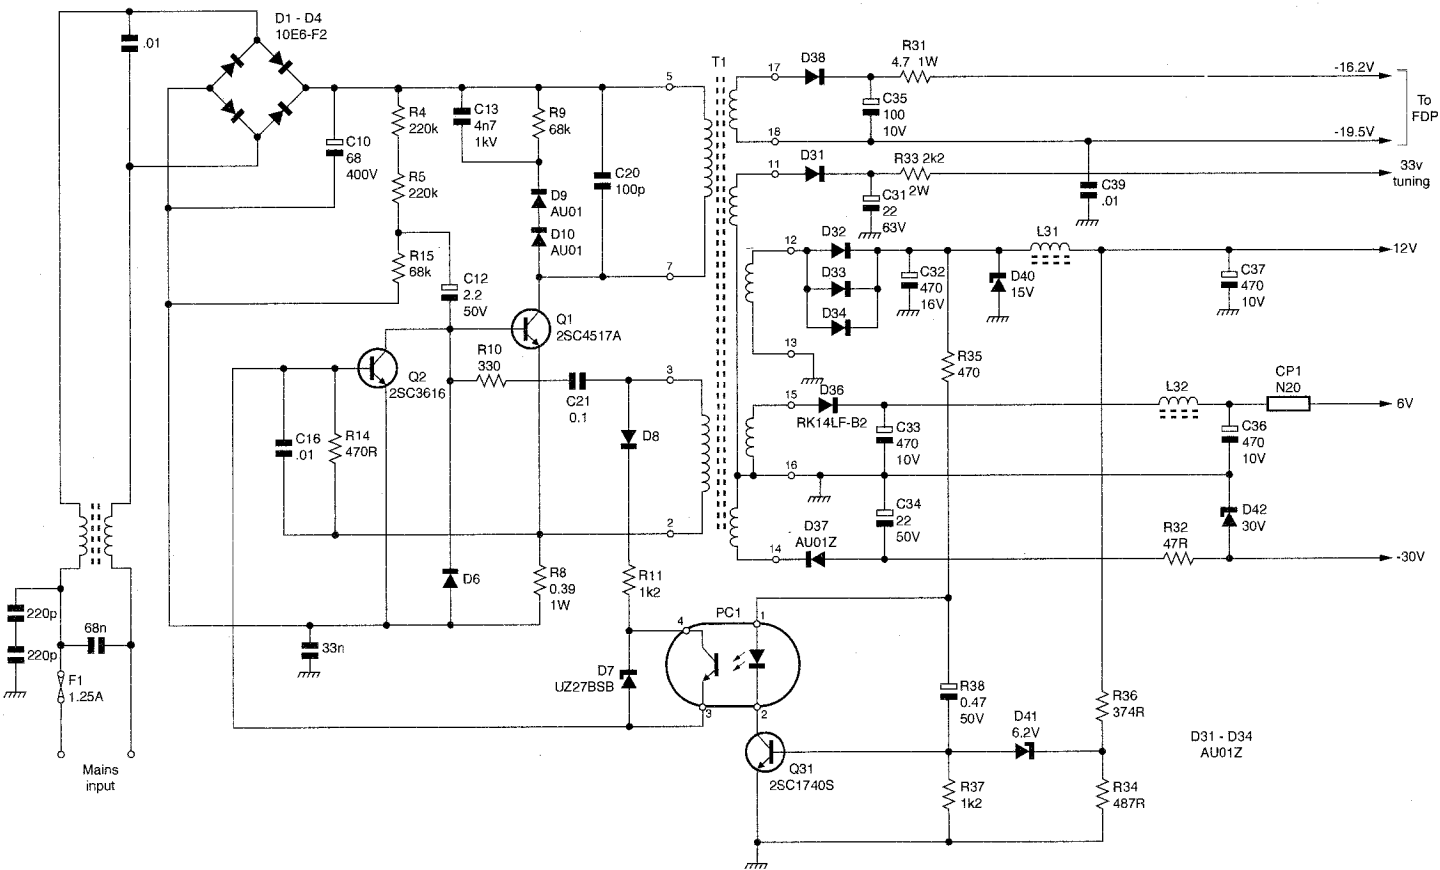 D1 - D4
10E6-F2
.01
C10
68
400V
R4
220k
R5
220k
R15
68k
C13
4n7
1kV
R9
68k
D9
AU01
D10
AU01
C20
100p
5
7
T1
C12
2.2
50V
Q1
2SC4517A
Q2
2SC3616
R10
330
C21
0.1
3
2
D8
C16
.01
R14
470R
D6
R8
0.39
1W
R11
1k2
D7
UZ27BSB
33n
220p
220p
68n
F1
1.25A
Mains
input
17
D38
R31
4.7 1W
C35
100
10V
18
-16.2V
-19.5V
To
FDP
11
D31
R33 2k2
2W
C31
22
63V
C39
.01
33v
tuning
12
D32
D33
D34
13
C32
470
16V
D40
15V
L31
C37
470
10V
12V
R35
470
15
D36
RK14LF-B2
C33
470
10V
L32
CP1
N20
6V
C36
470
10V
16
C34
22
50V
D42
30V
14
D37
AU01Z
R32
47R
-30V
PC1
4
1
3
2
R38
0.47
50V
D41
6.2V
R36
374R
Q31
2SC1740S
R37
1k2
R34
487R
D31 - D34
AU01Z